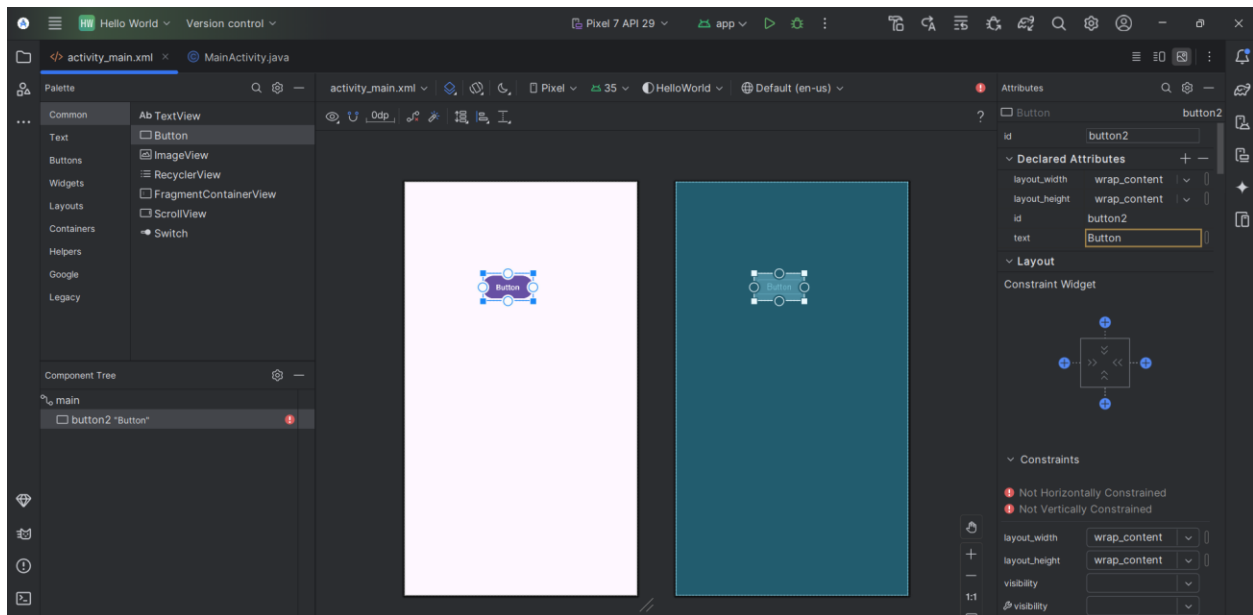 HW Hello World Version control Pixel 7 API 29 app
activity_main.xml MainActivity.java
Palette
Common
Text
Buttons
Widgets
Layouts
Containers
Helpers
Google
Legacy
Ab TextView
Button
ImageView
RecyclerView
FragmentContainerView
ScrollView
Switch
Component Tree
main
button2 "Button"
activity_main.xml Pixel 35 HelloWorld Default (en-us)
0dp ?
Button
Button
1:1
Attributes
Button button2
id button2
Declared Attributes
layout_width wrap_content
layout_height wrap_content
id button2
text Button
Layout
Constraint Widget
Constraints
Not Horizontally Constrained
Not Vertically Constrained
layout_width wrap_content
layout_height wrap_content
visibility
visibility